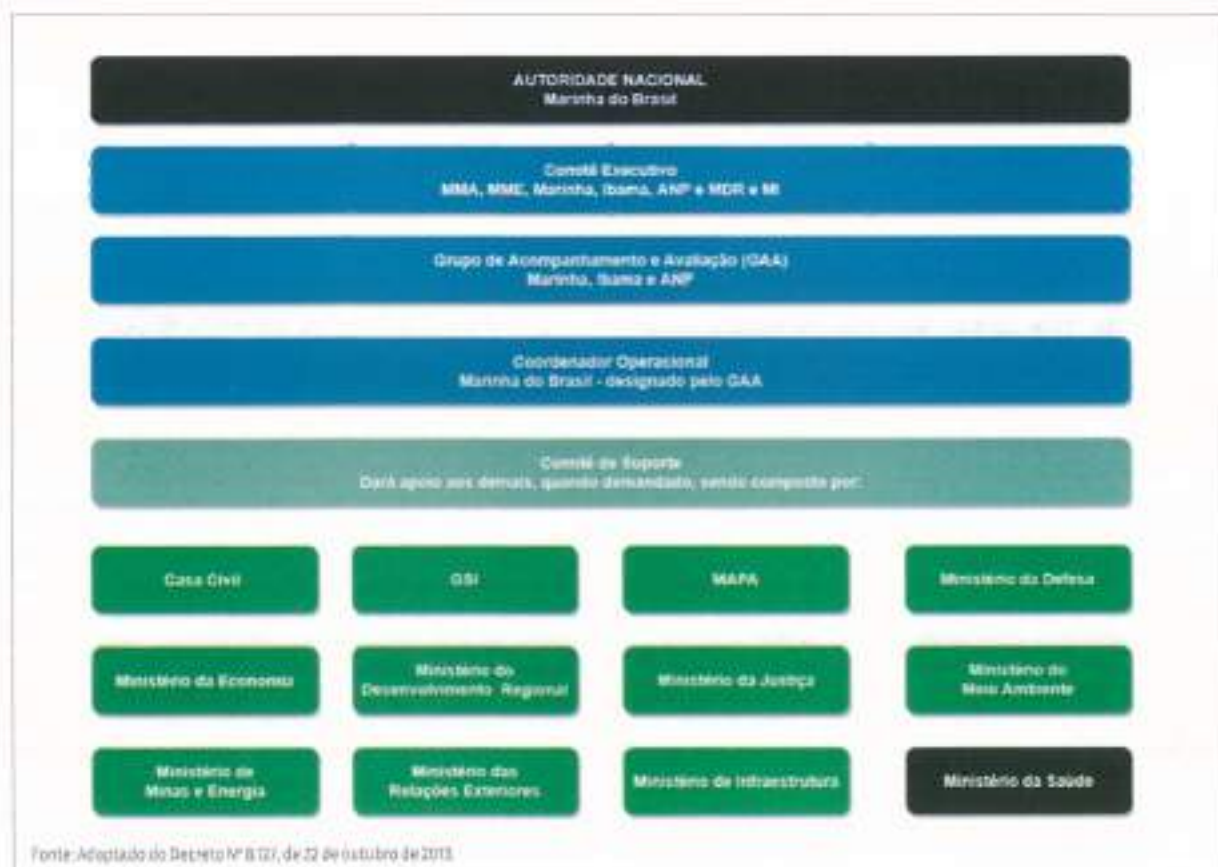 AUTORIDADE NACIONAL
Marinha do Brasil
Comitê Executivo
MMA, MME, Marinha, Ibama, ANP e MDR e MI
Grupo de Acompanhamento e Avaliação (GAA)
Marinha, Ibama e ANP
Coordenador Operacional
Marinha do Brasil - designado pelo GAA
Comitê de Suporte
Dará apoio aos demais, quando demandado, sendo composto por:
Casa Civil
GSI
MAPA
Ministério da Defesa
Ministério da Economia
Ministério do
Desenvolvimento Regional
Ministério da Justiça
Ministério do
Meio Ambiente
Ministério de
Minas e Energia
Ministério das
Relações Exteriores
Ministério de Infraestrutura
Ministério da Saúde
Fonte: Adaptado do Decreto Nº 8.127, de 22 de outubro de 2013.